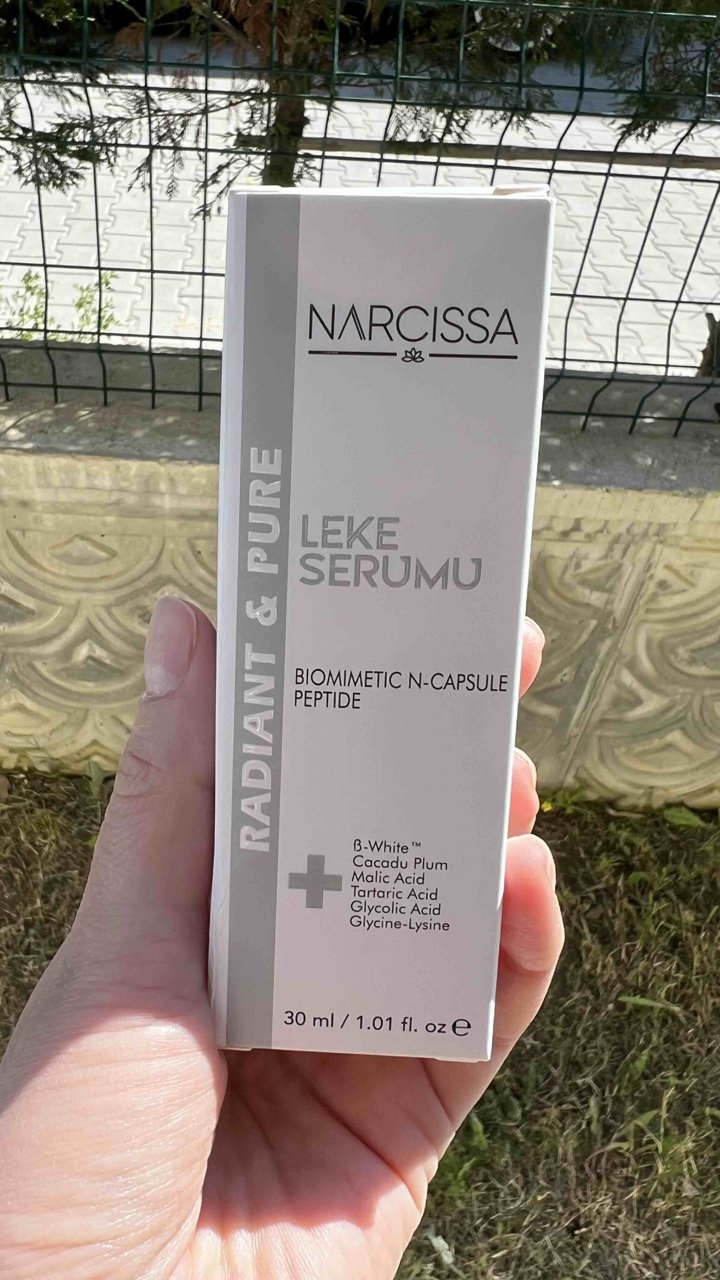 NARCISSA
RADIANT & PURE
LEKE
SERUMU
BIOMIMETIC N-CAPSULE
PEPTIDE
ß-White™
Cacadu Plum
Malic Acid
Tartaric Acid
Glycolic Acid
Glycine-Lysine
30 ml / 1.01 fl. oz ℮